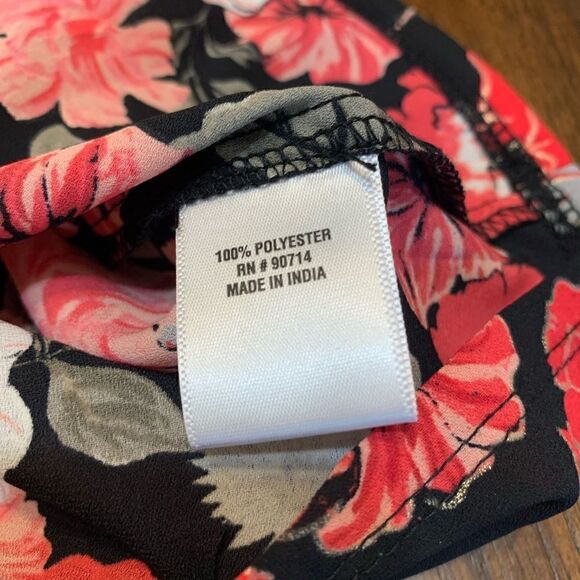 100% POLYESTER
RN # 90714
MADE IN INDIA